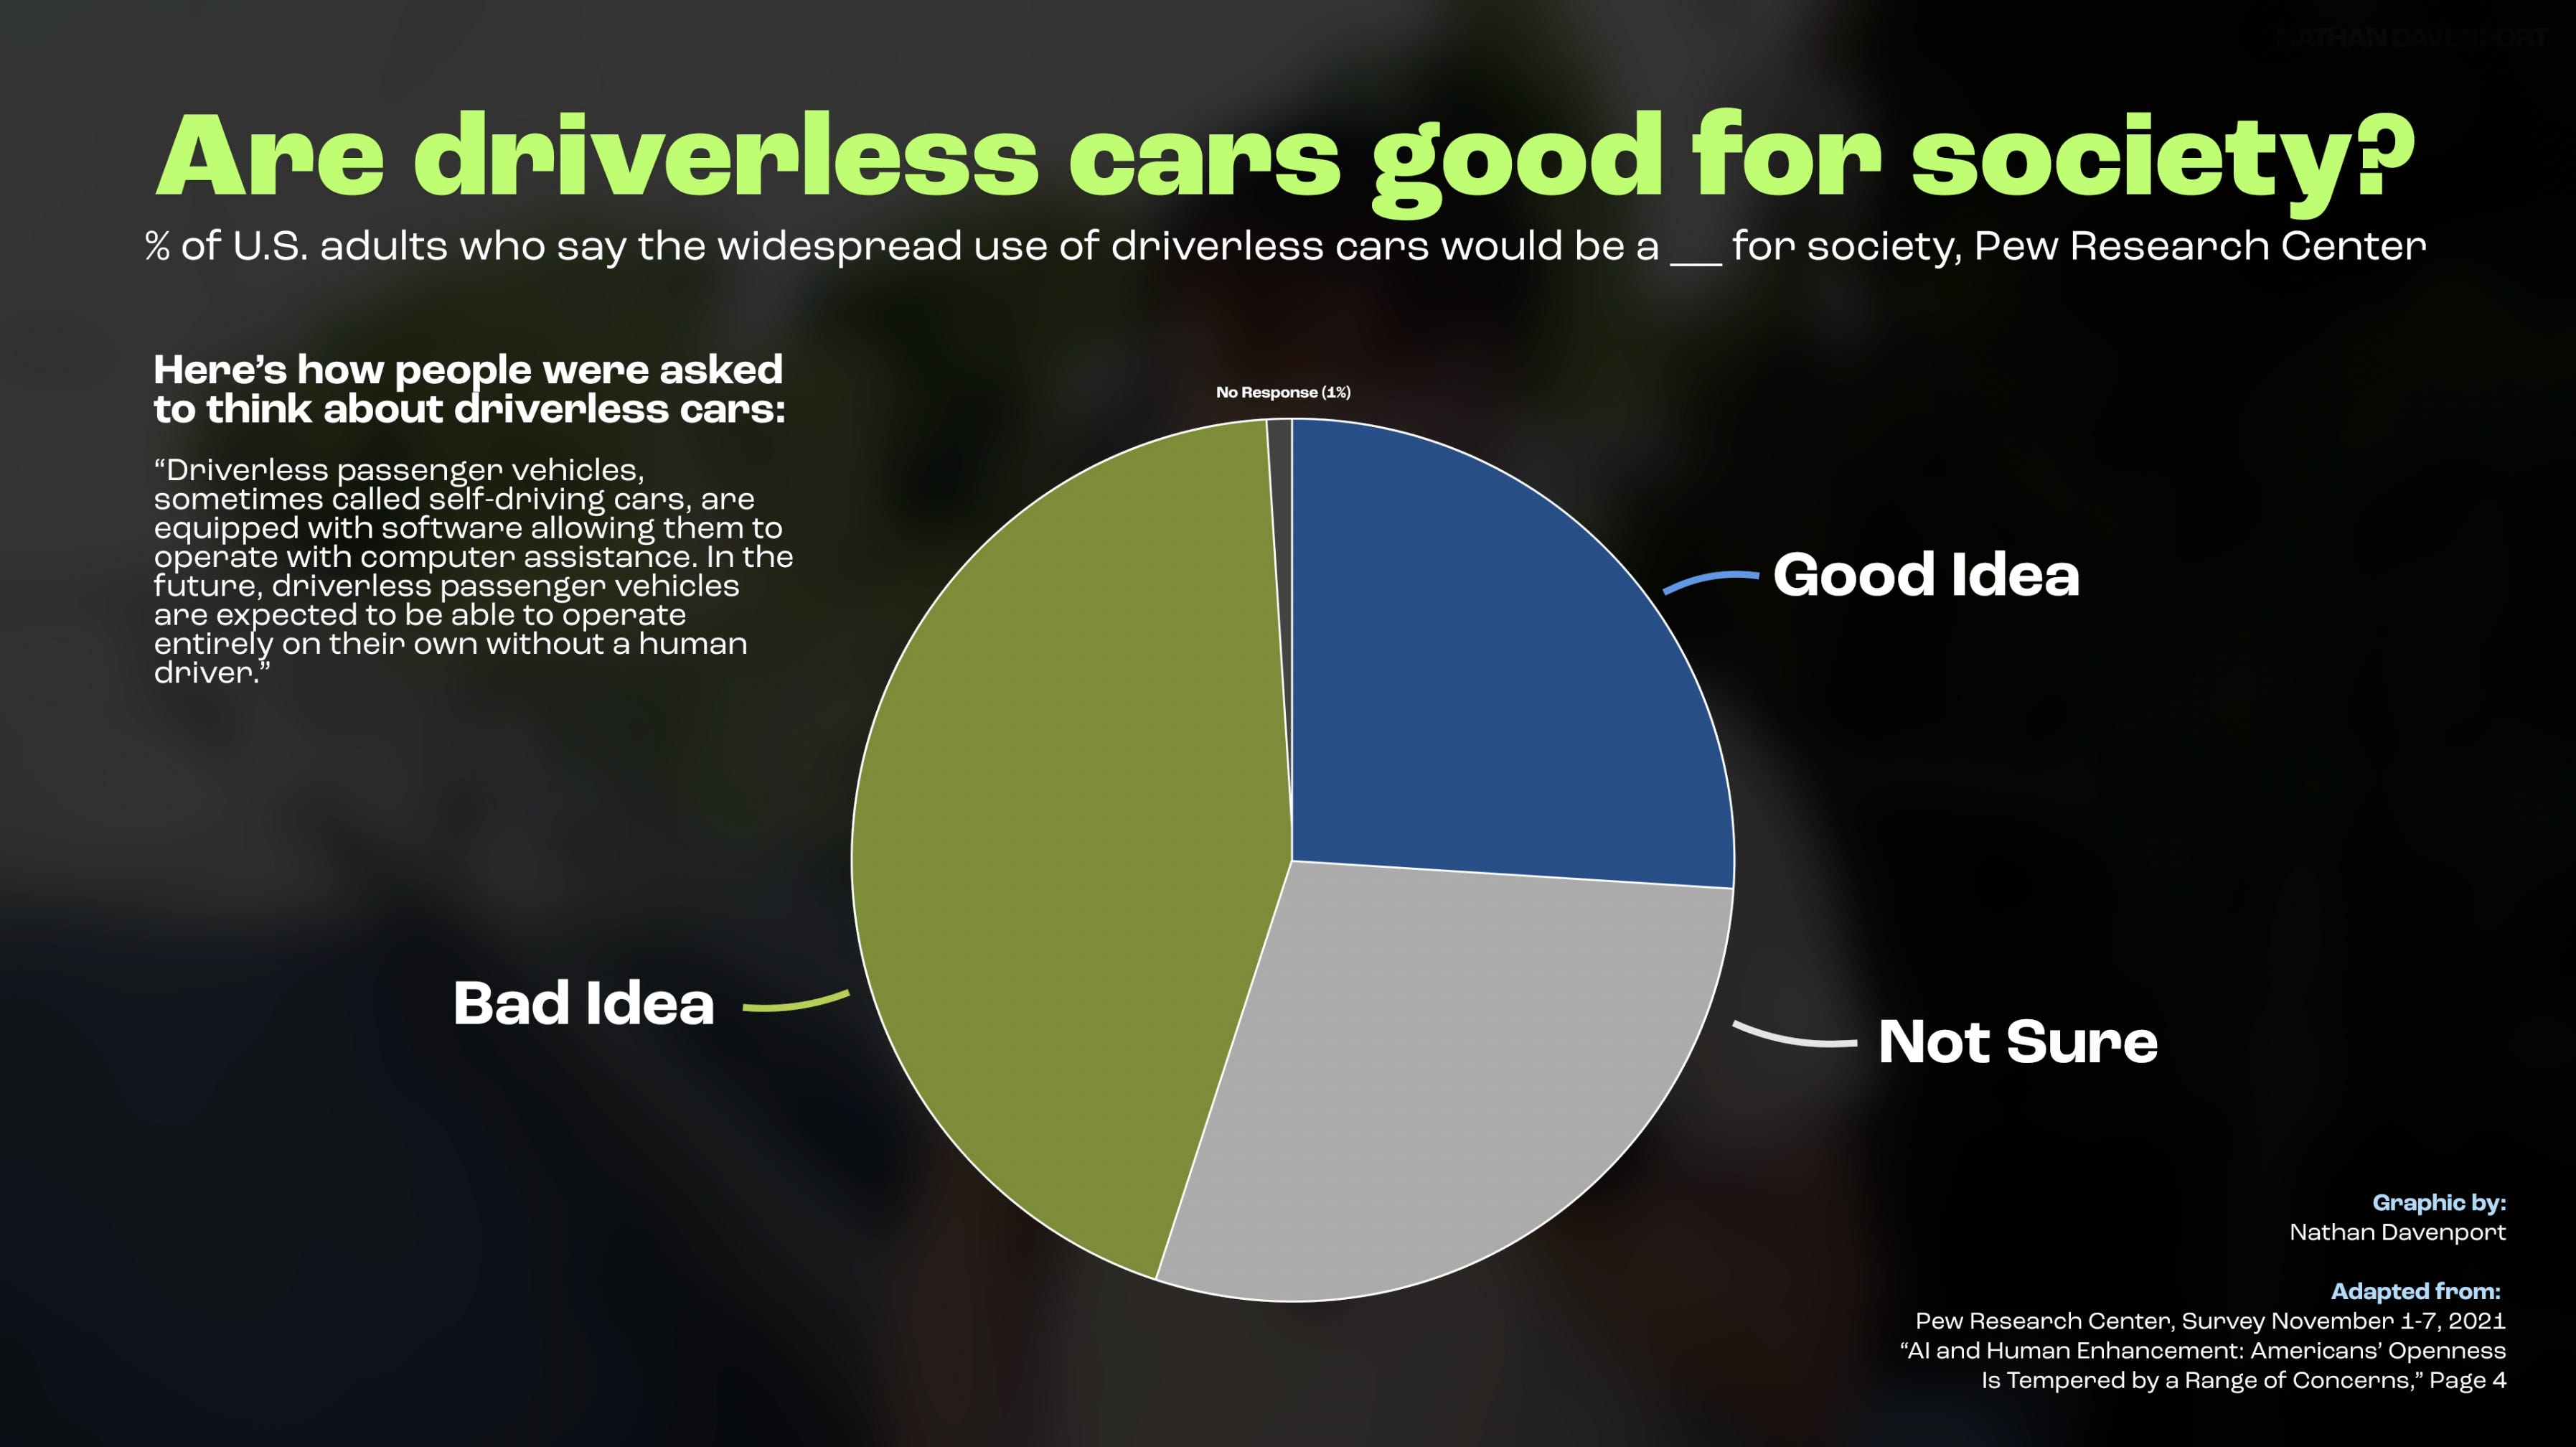 NATHAN DAVENPORT
Are driverless cars good for society?
% of U.S. adults who say the widespread use of driverless cars would be a ___ for society, Pew Research Center
Here’s how people were asked
to think about driverless cars:
“Driverless passenger vehicles,
sometimes called self-driving cars, are
equipped with software allowing them to
operate with computer assistance. In the
future, driverless passenger vehicles
are expected to be able to operate
entirely on their own without a human
driver.”
No Response (1%)
Good Idea
Bad Idea
Not Sure
Graphic by:
Nathan Davenport
Adapted from:
Pew Research Center, Survey November 1-7, 2021
“AI and Human Enhancement: Americans’ Openness
Is Tempered by a Range of Concerns,” Page 4